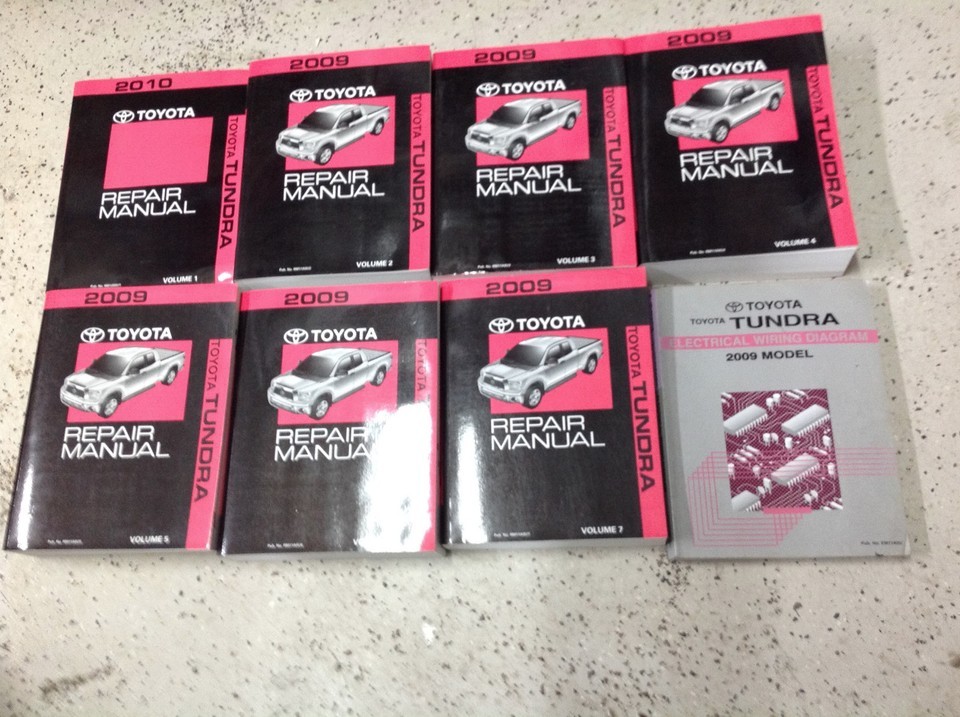 2010
TOYOTA
REPAIR
MANUAL
VOLUME 1
TOYOTA TUNDRA
2009
TOYOTA
REPAIR
MANUAL
VOLUME 2
TOYOTA TUNDRA
2009
TOYOTA
REPAIR
MANUAL
VOLUME 3
TOYOTA TUNDRA
2009
TOYOTA
REPAIR
MANUAL
VOLUME 4
TOYOTA TUNDRA
2009
TOYOTA
REPAIR
MANUAL
VOLUME 5
TOYOTA TUNDRA
2009
TOYOTA
REPAIR
MANUA
TOYOTA
2009
TOYOTA
REPAIR
MANUAL
VOLUME 7
TOYOTA TUNDRA
TOYOTA
TOYOTA TUNDRA
ELECTRICAL WIRING DIAGRAM
2009 MODEL